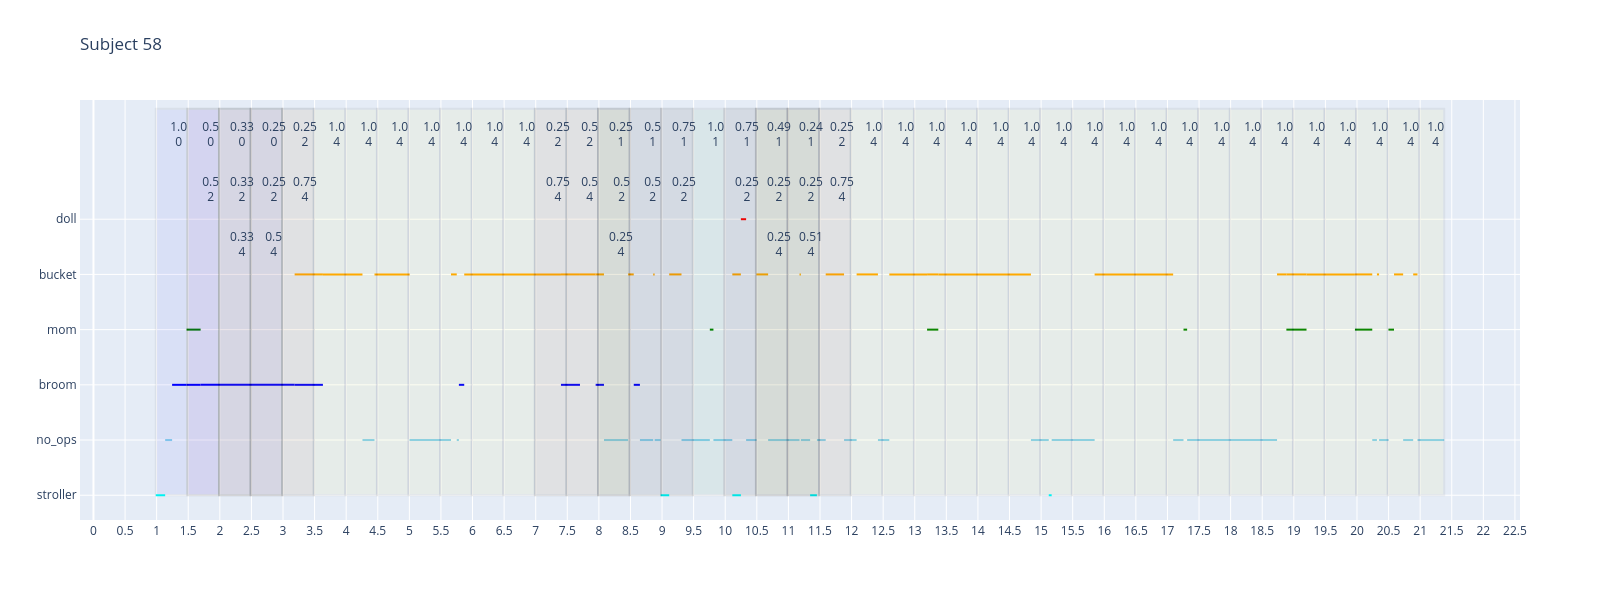 Subject 58
1.0 0.5 0.33 0.25 0.25 1.0 1.0 1.0 1.0 1.0 1.0 1.0 0.25 0.5 0.25 0.5 0.75 1.0 0.75 0.49 0.24 0.25 1.0 1.0 1.0 1.0 1.0 1.0 1.0 1.0 1.0 1.0 1.0 1.0 1.0 1.0 1.0 1.0 1.0 1.0 1.0
0 0 0 0 2 4 4 4 4 4 4 4 2 2 1 1 1 1 1 1 1 2 4 4 4 4 4 4 4 4 4 4 4 4 4 4 4 4 4 4 4
0.5 0.33 0.25 0.75 0.75 0.5 0.5 0.5 0.25 0.25 0.25 0.25 0.75
2 2 2 4 4 4 2 2 2 2 2 2 4
doll
0.33 0.5 0.25 0.25 0.51
4 4 4 4 4
bucket
mom
broom
no_ops
stroller
0 0.5 1 1.5 2 2.5 3 3.5 4 4.5 5 5.5 6 6.5 7 7.5 8 8.5 9 9.5 10 10.5 11 11.5 12 12.5 13 13.5 14 14.5 15 15.5 16 16.5 17 17.5 18 18.5 19 19.5 20 20.5 21 21.5 22 22.5